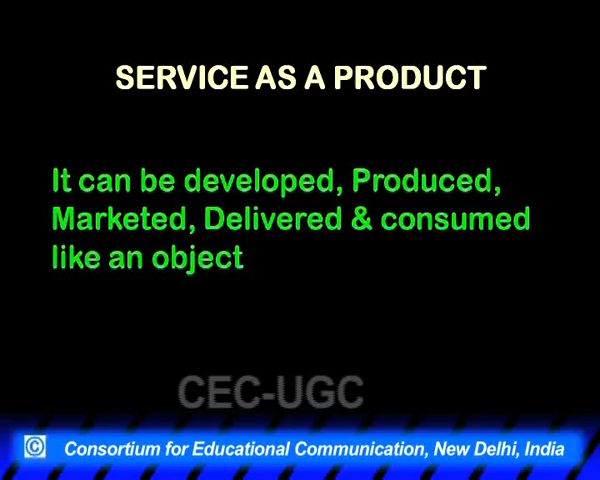 SERVICE AS A PRODUCT
It can be developed, Produced,
Marketed, Delivered & consumed
like an object
CEC-UGC
© Consortium for Educational Communication, New Delhi, India